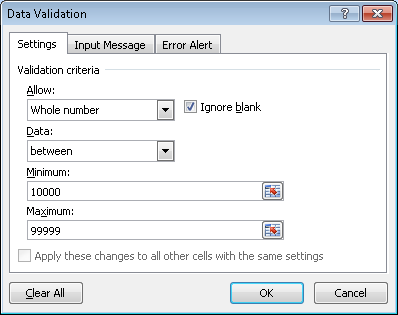 Data Validation
Settings Input Message Error Alert
Validation criteria
Allow:
Whole number Ignore blank
Data:
between
Minimum:
10000
Maximum:
99999
Apply these changes to all other cells with the same settings
Clear All OK Cancel